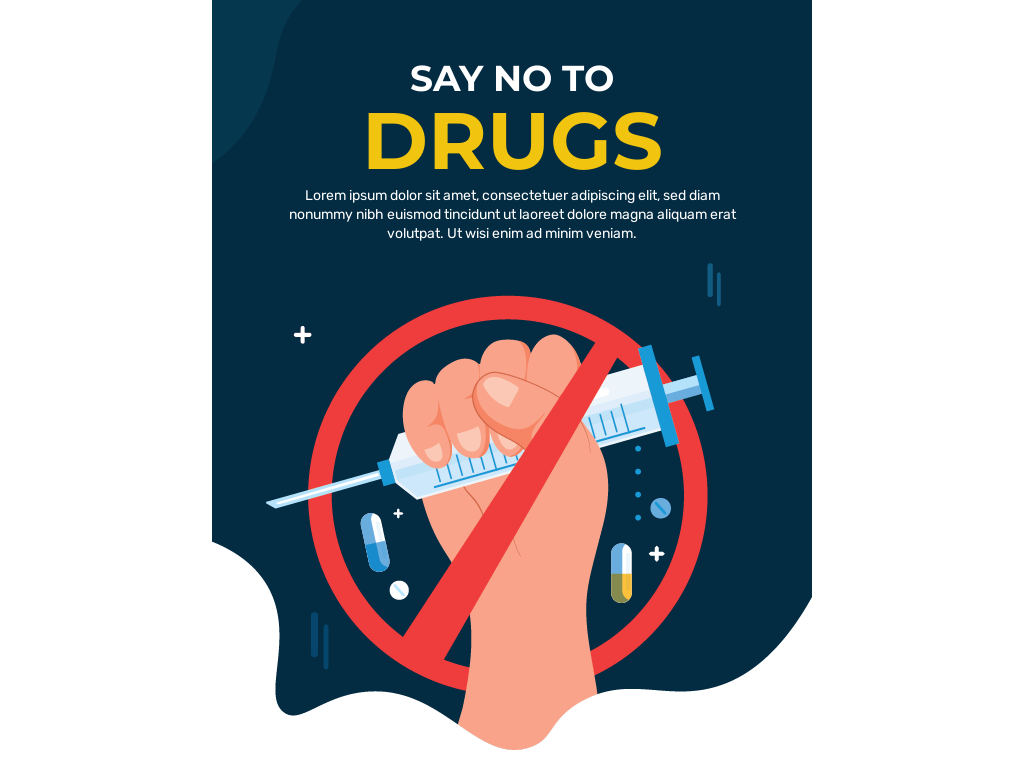 SAY NO TO
DRUGS
Lorem ipsum dolor sit amet, consectetuer adipiscing elit, sed diam
nonummy nibh euismod tincidunt ut laoreet dolore magna aliquam erat
volutpat. Ut wisi enim ad minim veniam.